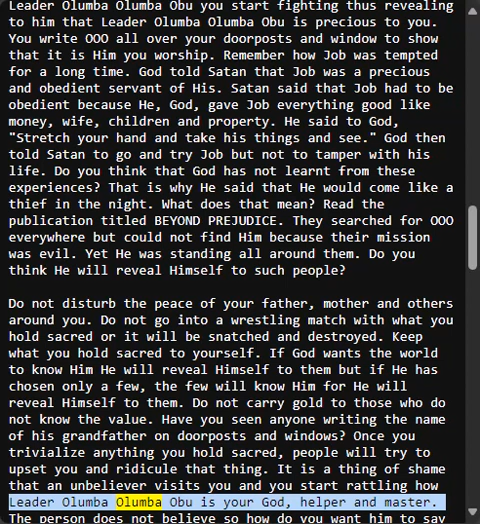 Leader Olumba Olumba Obu you start fighting thus revealing
to him that Leader Olumba Olumba Obu is precious to you.
You write OOO all over your doorposts and window to show
that it is Him you worship. Remember how Job was tempted
for a long time. God told Satan that Job was a precious
and obedient servant of His. Satan said that Job had to be
obedient because He, God, gave Job everything good like
money, wife, children and property. He said to God,
"Stretch your hand and take his things and see." God then
told Satan to go and try Job but not to tamper with his
life. Do you think that God has not learnt from these
experiences? That is why He said that He would come like a
thief in the night. What does that mean? Read the
publication titled BEYOND PREJUDICE. They searched for OOO
everywhere but could not find Him because their mission
was evil. Yet He was standing all around them. Do you
think He will reveal Himself to such people?

Do not disturb the peace of your father, mother and others
around you. Do not go into a wrestling match with what you
hold sacred or it will be snatched and destroyed. Keep
what you hold sacred to yourself. If God wants the world
to know Him He will reveal Himself to them but if He has
chosen only a few, the few will know Him for He will
reveal Himself to them. Do not carry gold to those who do
not know the value. Have you seen anyone writing the name
of his grandfather on doorposts and windows? Once you
trivialize anything you hold sacred, people will try to
upset you and ridicule that thing. It is a thing of shame
that an unbeliever visits you and you start rattling how
Leader Olumba Olumba Obu is your God, helper and master.
The person does not believe so how do you want him to say